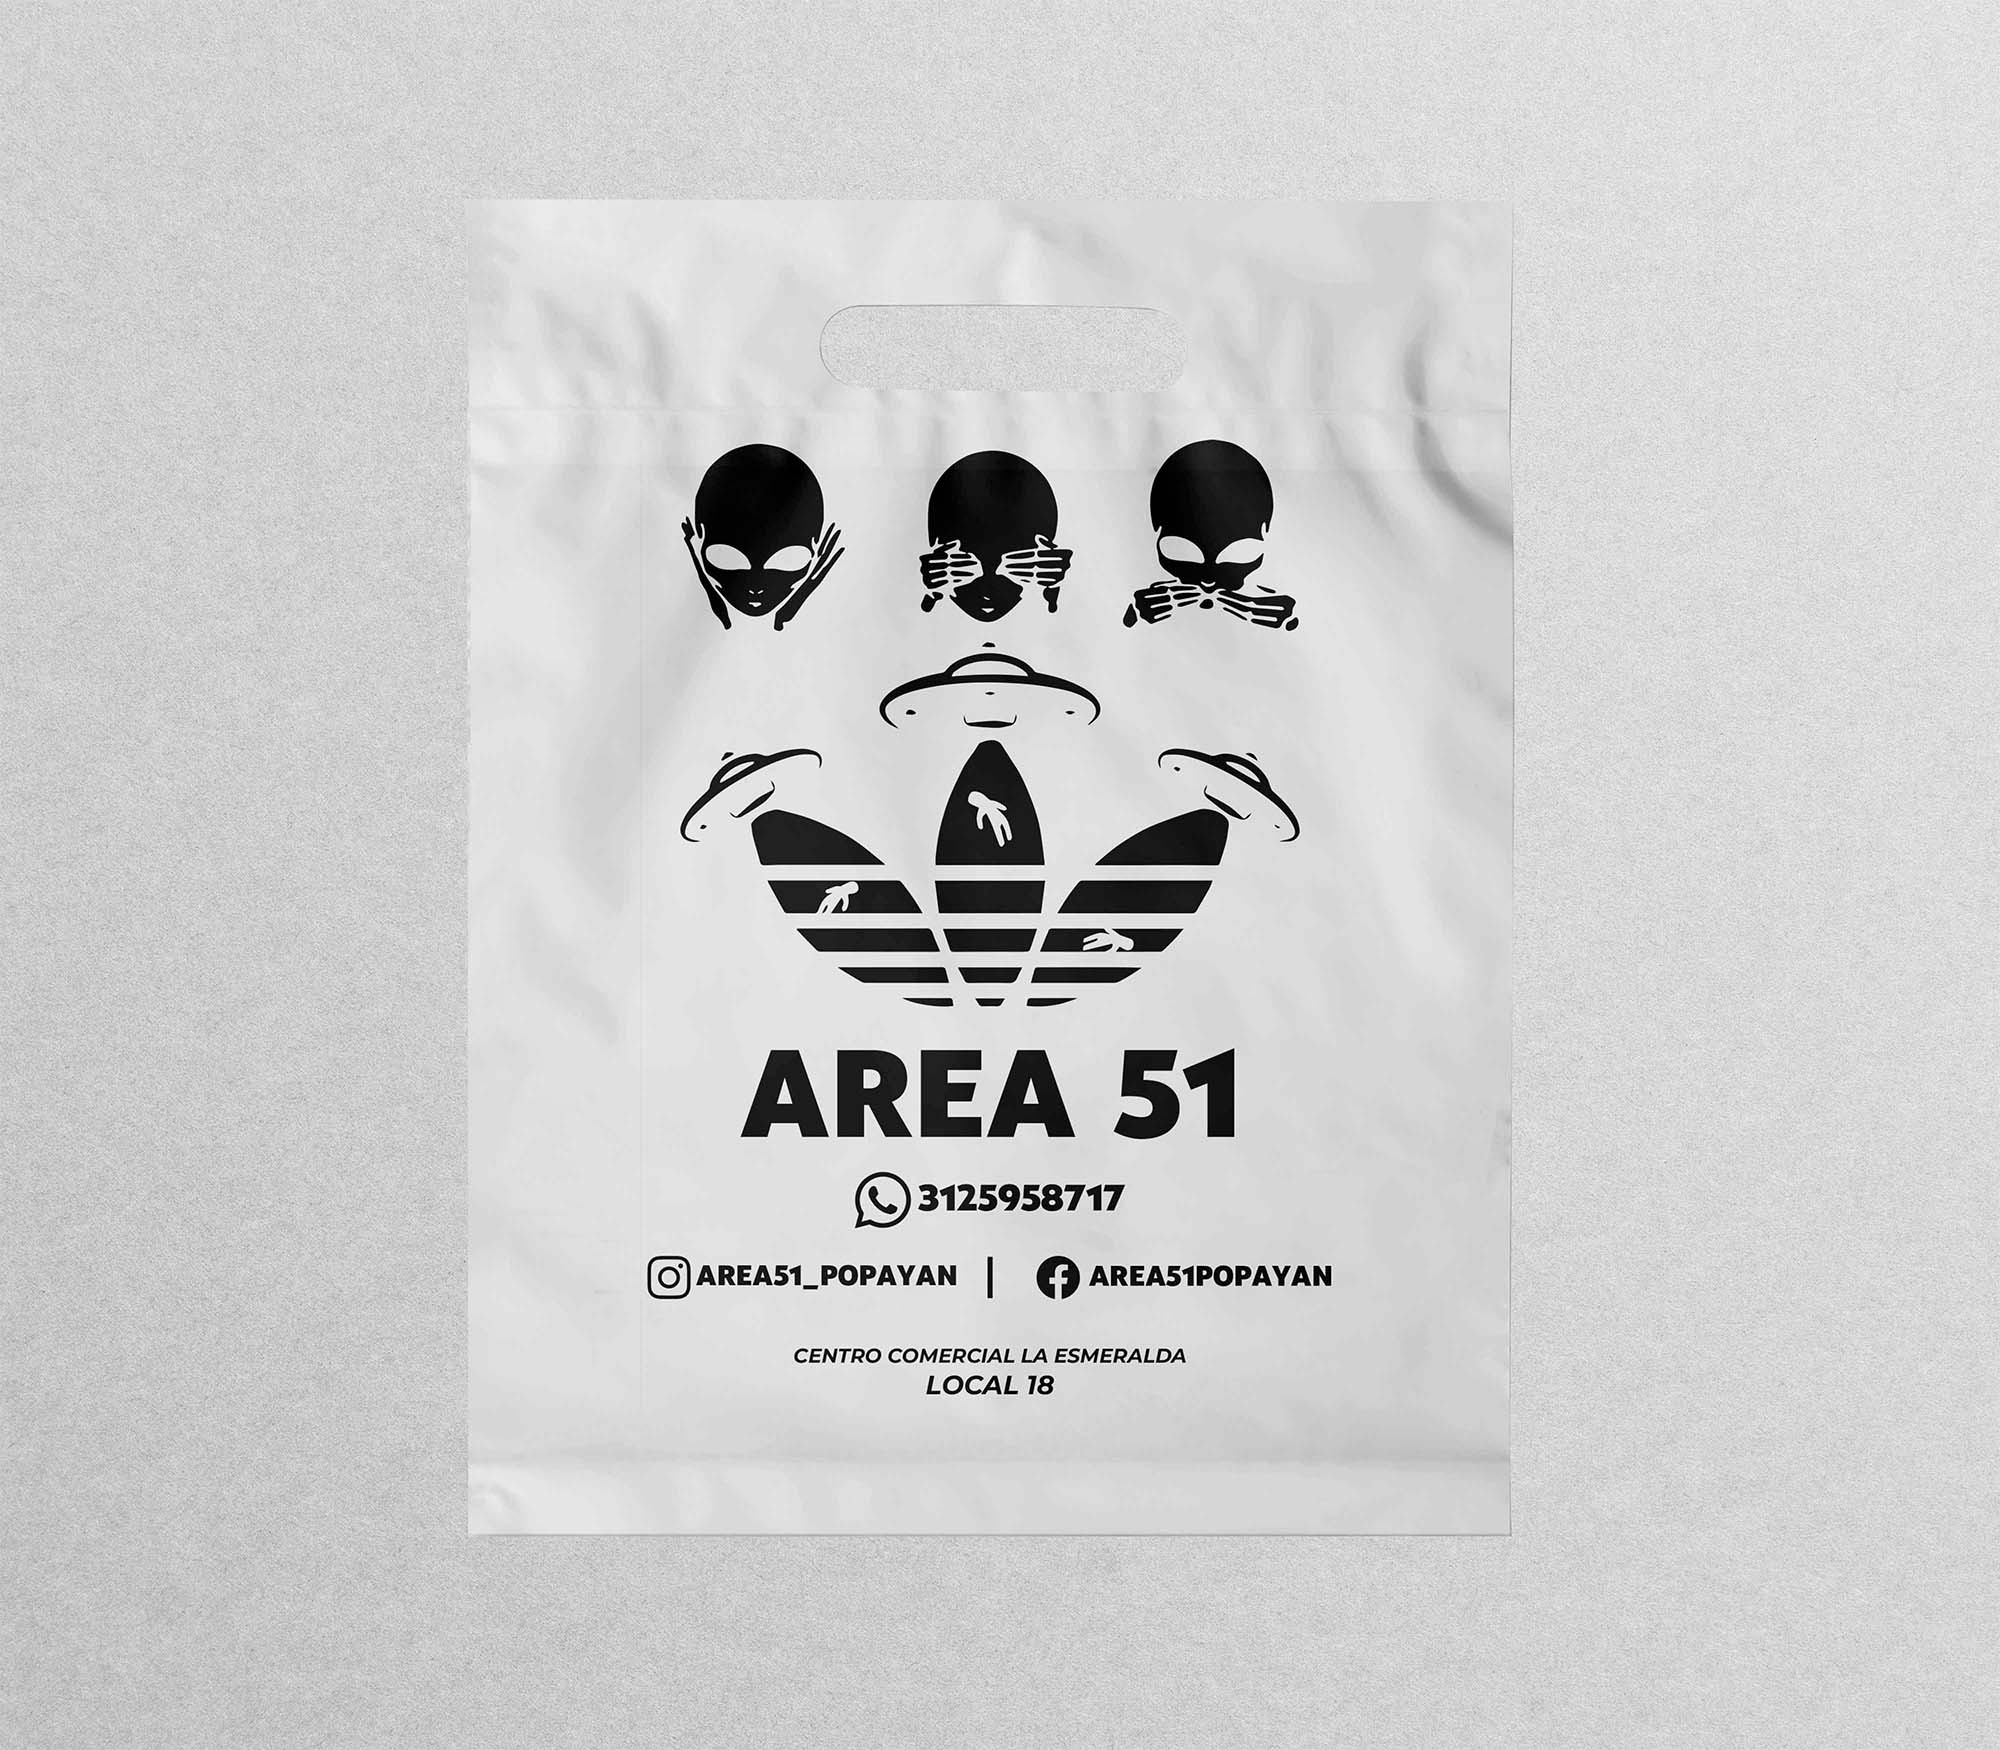 AREA 51
3125958717
AREA51_POPAYAN | AREA51POPAYAN
CENTRO COMERCIAL LA ESMERALDA
LOCAL 18